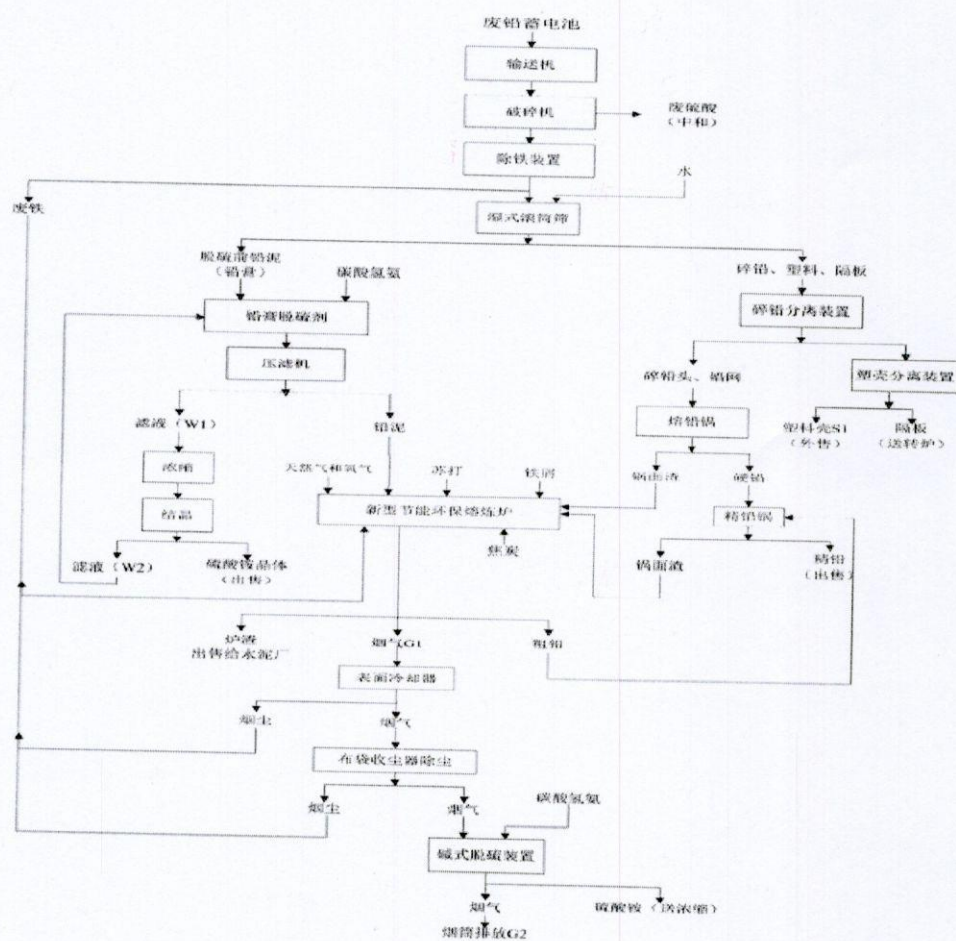 废铅蓄电池
输送机
破碎机
废硫酸
（中和）
除铁装置
水
废铁
湿式滚筒筛
脱硫前铅泥
（铅膏）
碳酸氢氨
碎铅、塑料、隔板
铅膏脱硫剂
碎铅分离装置
压滤机
碎铅头、铅网
塑壳分离装置
滤液（W1）
铅泥
熔铅锅
塑料壳S1
（外售）
隔板
（送转炉）
浓缩
天然气和氧气
苏打
铁屑
锅面渣
硬铅
结晶
新型节能环保熔炼炉
精铅锅
滤液（W2）
硫酸铵晶体
（出售）
焦炭
锅面渣
精铅
（出售）
炉渣
出售给水泥厂
烟气G1
粗铅
表面冷却器
烟尘
烟气
布袋收尘器除尘
烟尘
烟气
碳酸氢氨
碱式脱硫装置
烟气
硫酸铵（送浓缩）
烟筒排放G2